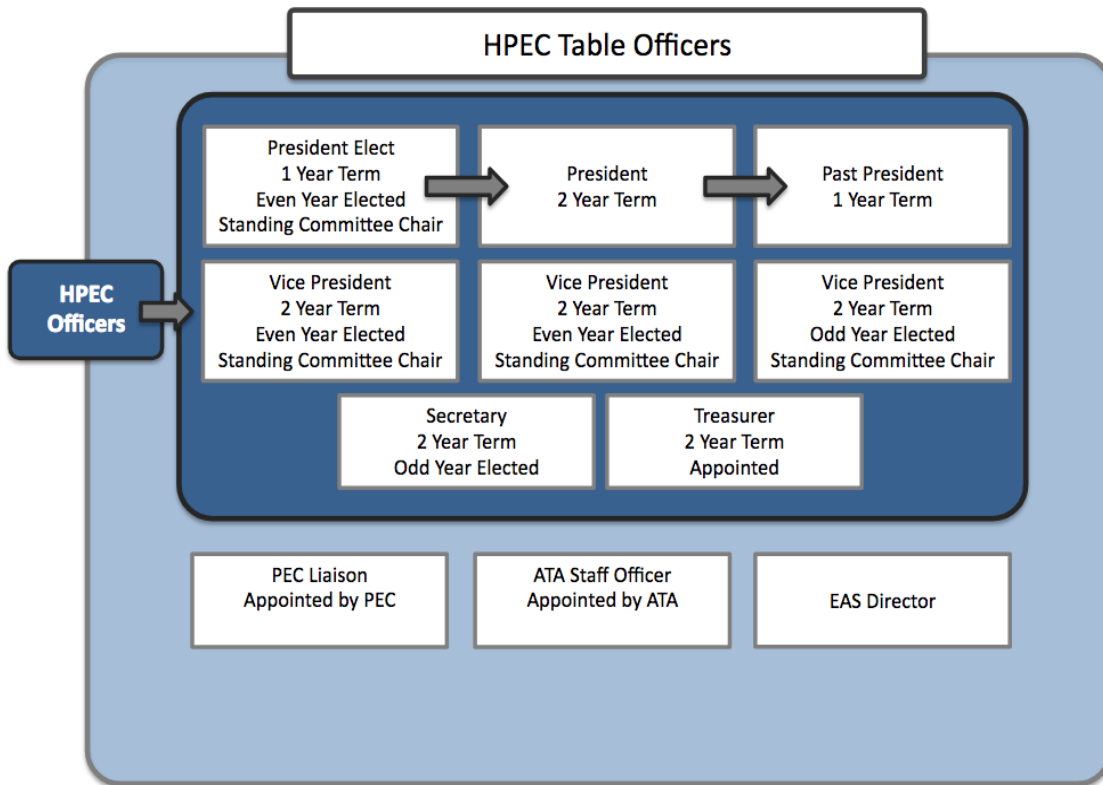 HPEC Table Officers
President Elect
1 Year Term
Even Year Elected
Standing Committee Chair
President
2 Year Term
Past President
1 Year Term
HPEC
Officers
Vice President
2 Year Term
Even Year Elected
Standing Committee Chair
Vice President
2 Year Term
Even Year Elected
Standing Committee Chair
Vice President
2 Year Term
Odd Year Elected
Standing Committee Chair
Secretary
2 Year Term
Odd Year Elected
Treasurer
2 Year Term
Appointed
PEC Liaison
Appointed by PEC
ATA Staff Officer
Appointed by ATA
EAS Director